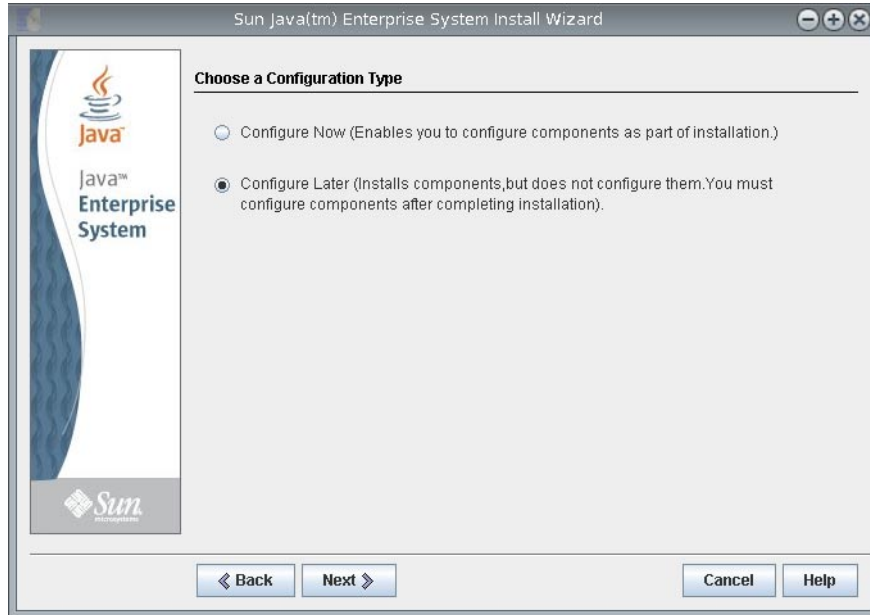 Sun Java(tm) Enterprise System Install Wizard
Java™
Java™
Enterprise
System
Sun
microsystems
Choose a Configuration Type
Configure Now (Enables you to configure components as part of installation.)
Configure Later (Installs components,but does not configure them.You must
configure components after completing installation).
Back
Next
Cancel
Help